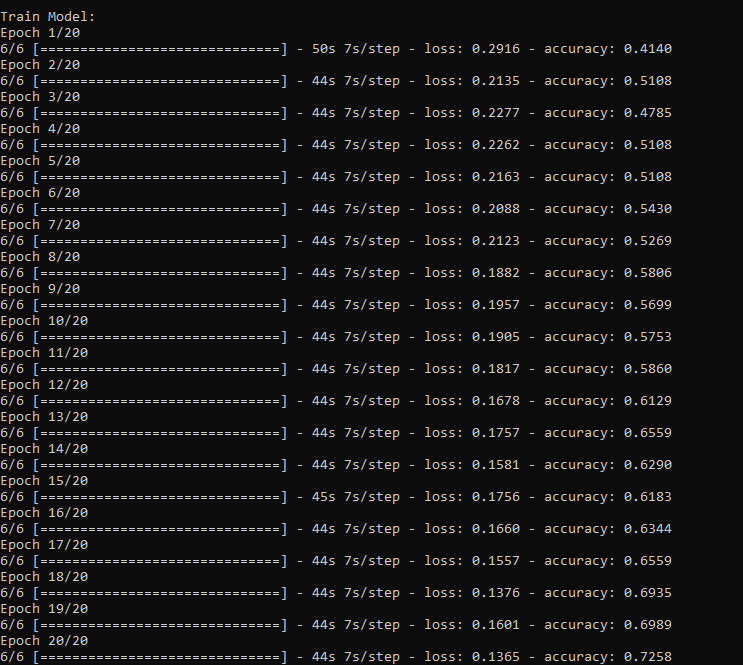 Train Model:
Epoch 1/20
6/6 [==============================] - 50s 7s/step - loss: 0.2916 - accuracy: 0.4140
Epoch 2/20
6/6 [==============================] - 44s 7s/step - loss: 0.2135 - accuracy: 0.5108
Epoch 3/20
6/6 [==============================] - 44s 7s/step - loss: 0.2277 - accuracy: 0.4785
Epoch 4/20
6/6 [==============================] - 44s 7s/step - loss: 0.2262 - accuracy: 0.5108
Epoch 5/20
6/6 [==============================] - 44s 7s/step - loss: 0.2163 - accuracy: 0.5108
Epoch 6/20
6/6 [==============================] - 44s 7s/step - loss: 0.2088 - accuracy: 0.5430
Epoch 7/20
6/6 [==============================] - 44s 7s/step - loss: 0.2123 - accuracy: 0.5269
Epoch 8/20
6/6 [==============================] - 44s 7s/step - loss: 0.1882 - accuracy: 0.5806
Epoch 9/20
6/6 [==============================] - 44s 7s/step - loss: 0.1957 - accuracy: 0.5699
Epoch 10/20
6/6 [==============================] - 44s 7s/step - loss: 0.1905 - accuracy: 0.5753
Epoch 11/20
6/6 [==============================] - 44s 7s/step - loss: 0.1817 - accuracy: 0.5860
Epoch 12/20
6/6 [==============================] - 44s 7s/step - loss: 0.1678 - accuracy: 0.6129
Epoch 13/20
6/6 [==============================] - 44s 7s/step - loss: 0.1757 - accuracy: 0.6559
Epoch 14/20
6/6 [==============================] - 44s 7s/step - loss: 0.1581 - accuracy: 0.6290
Epoch 15/20
6/6 [==============================] - 45s 7s/step - loss: 0.1756 - accuracy: 0.6183
Epoch 16/20
6/6 [==============================] - 44s 7s/step - loss: 0.1660 - accuracy: 0.6344
Epoch 17/20
6/6 [==============================] - 44s 7s/step - loss: 0.1557 - accuracy: 0.6559
Epoch 18/20
6/6 [==============================] - 44s 7s/step - loss: 0.1376 - accuracy: 0.6935
Epoch 19/20
6/6 [==============================] - 44s 7s/step - loss: 0.1601 - accuracy: 0.6989
Epoch 20/20
6/6 [==============================] - 44s 7s/step - loss: 0.1365 - accuracy: 0.7258